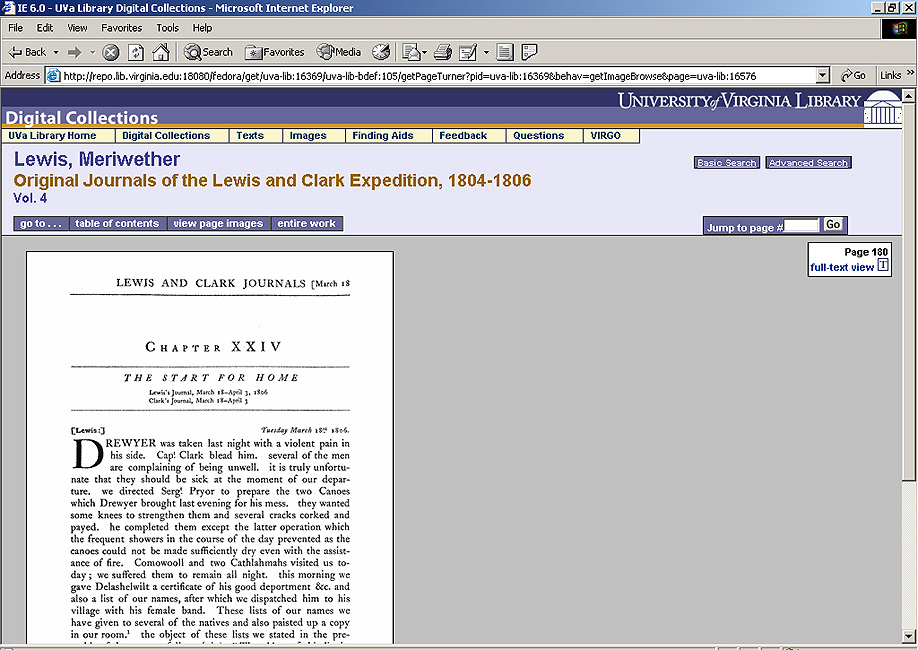 IE 6.0 - UVa Library Digital Collections - Microsoft Internet Explorer
File Edit View Favorites Tools Help
Back Search Favorites Media
Address http://repo.lib.virginia.edu:18080/fedora/get/uva-lib:16369/uva-lib-bdef:105/getPageTurner?pid=uva-lib:16369&behav=getImageBrowse&page=uva-lib:16576 Go Links »
UNIVERSITY of VIRGINIA LIBRARY
Digital Collections
UVa Library Home Digital Collections Texts Images Finding Aids Feedback Questions VIRGO
Lewis, Meriwether
Basic Search Advanced Search
Original Journals of the Lewis and Clark Expedition, 1804-1806
Vol. 4
go to . . . table of contents view page images entire work
Jump to page # Go
Page 180
full-text view T
LEWIS AND CLARK JOURNALS [March 18
CHAPTER XXIV
THE START FOR HOME
Lewis's Journal, March 18–April 3, 1806
Clark's Journal, March 18–April 3
[Lewis:] Tuesday March 18th 1806.
DREWYER was taken last night with a violent pain in
his side. Capt Clark blead him. several of the men
are complaining of being unwell. it is truly unfortu-
nate that they should be sick at the moment of our depar-
ture. we directed Sergt Pryor to prepare the two Canoes
which Drewyer brought last evening for his mess. they wanted
some knees to strengthen them and several cracks corked and
payed. he completed them except the latter operation which
the frequent showers in the course of the day prevented as the
canoes could not be made sufficiently dry even with the assist-
ance of fire. Comowooll and two Cathlahmahs visited us to-
day; we suffered them to remain all night. this morning we
gave Delashelwilt a certificate of his good deportment &c. and
also a list of our names, after which we dispatched him to his
village with his female band. These lists of our names we
have given to several of the natives and also paisted up a copy
in our room.¹ the object of these lists we stated in the pre-